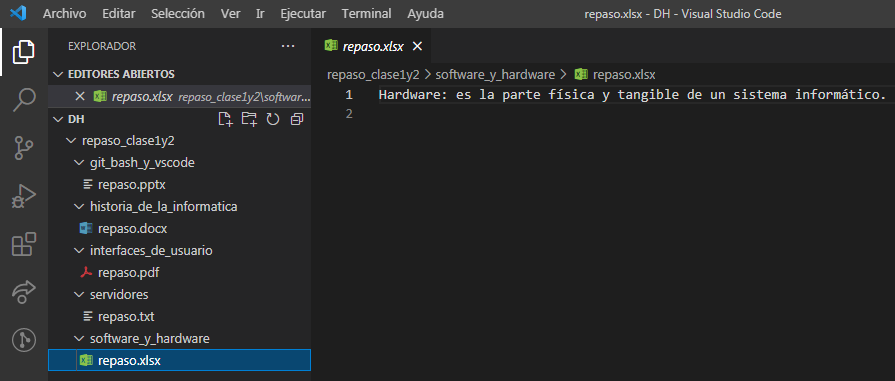 Archivo Editar Selección Ver Ir Ejecutar Terminal Ayuda repaso.xlsx - DH - Visual Studio Code
EXPLORADOR
EDITORES ABIERTOS
repaso.xlsx repaso_clase1y2\softwar...
DH
repaso_clase1y2
git_bash_y_vscode
repaso.pptx
historia_de_la_informatica
repaso.docx
interfaces_de_usuario
repaso.pdf
servidores
repaso.txt
software_y_hardware
repaso.xlsx
repaso.xlsx
repaso_clase1y2 > software_y_hardware > repaso.xlsx
1 Hardware: es la parte física y tangible de un sistema informático.
2